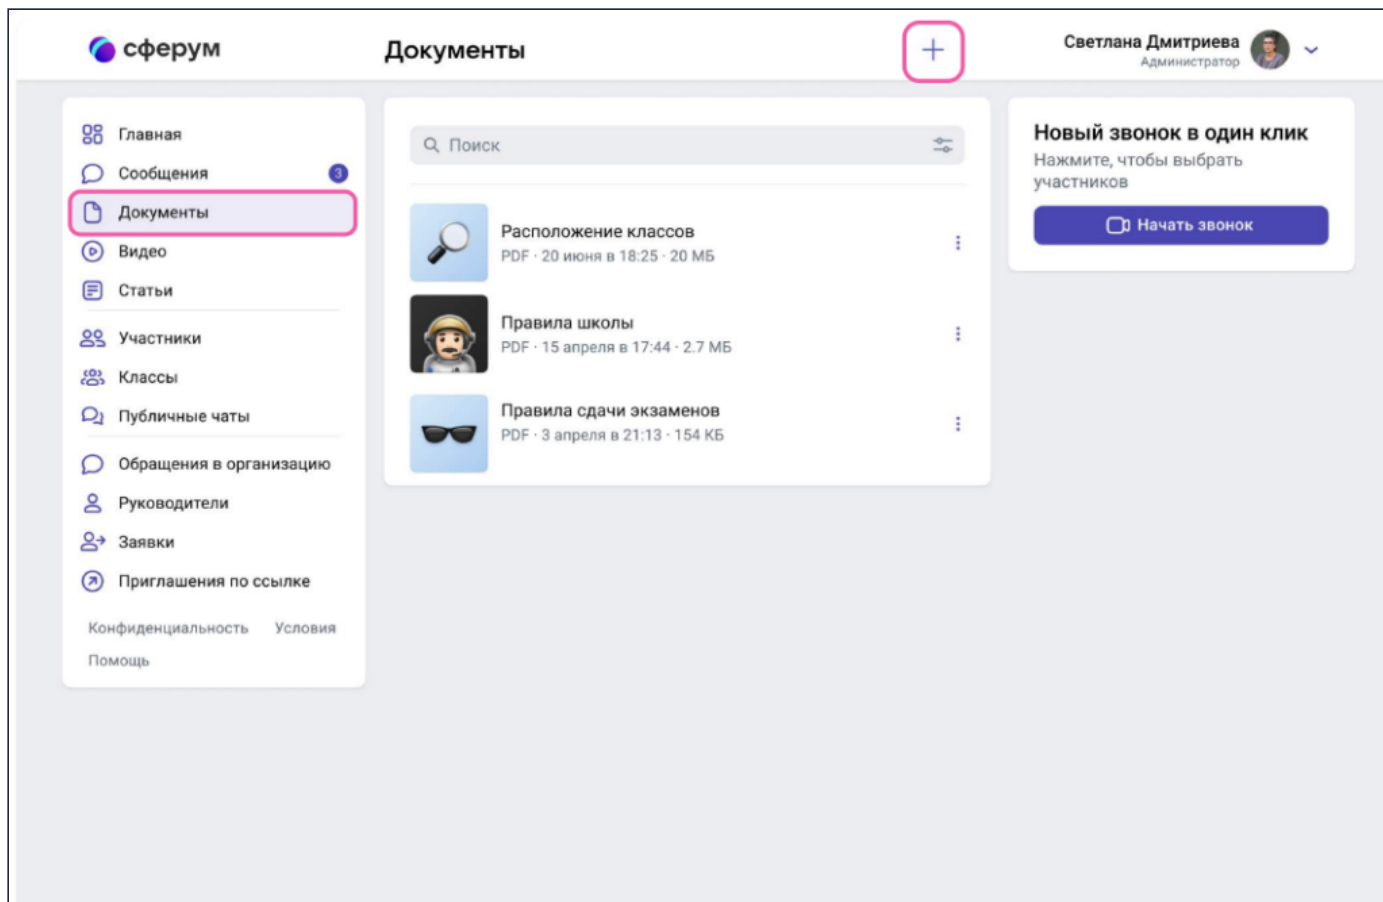 сферум
Документы
Светлана Дмитриева
Администратор
Главная
Сообщения 3
Документы
Видео
Статьи
Участники
Классы
Публичные чаты
Обращения в организацию
Руководители
Заявки
Приглашения по ссылке
Конфиденциальность Условия
Помощь
Поиск
Расположение классов
PDF · 20 июня в 18:25 · 20 МБ
Правила школы
PDF · 15 апреля в 17:44 · 2.7 МБ
Правила сдачи экзаменов
PDF · 3 апреля в 21:13 · 154 КБ
Новый звонок в один клик
Нажмите, чтобы выбрать
участников
Начать звонок